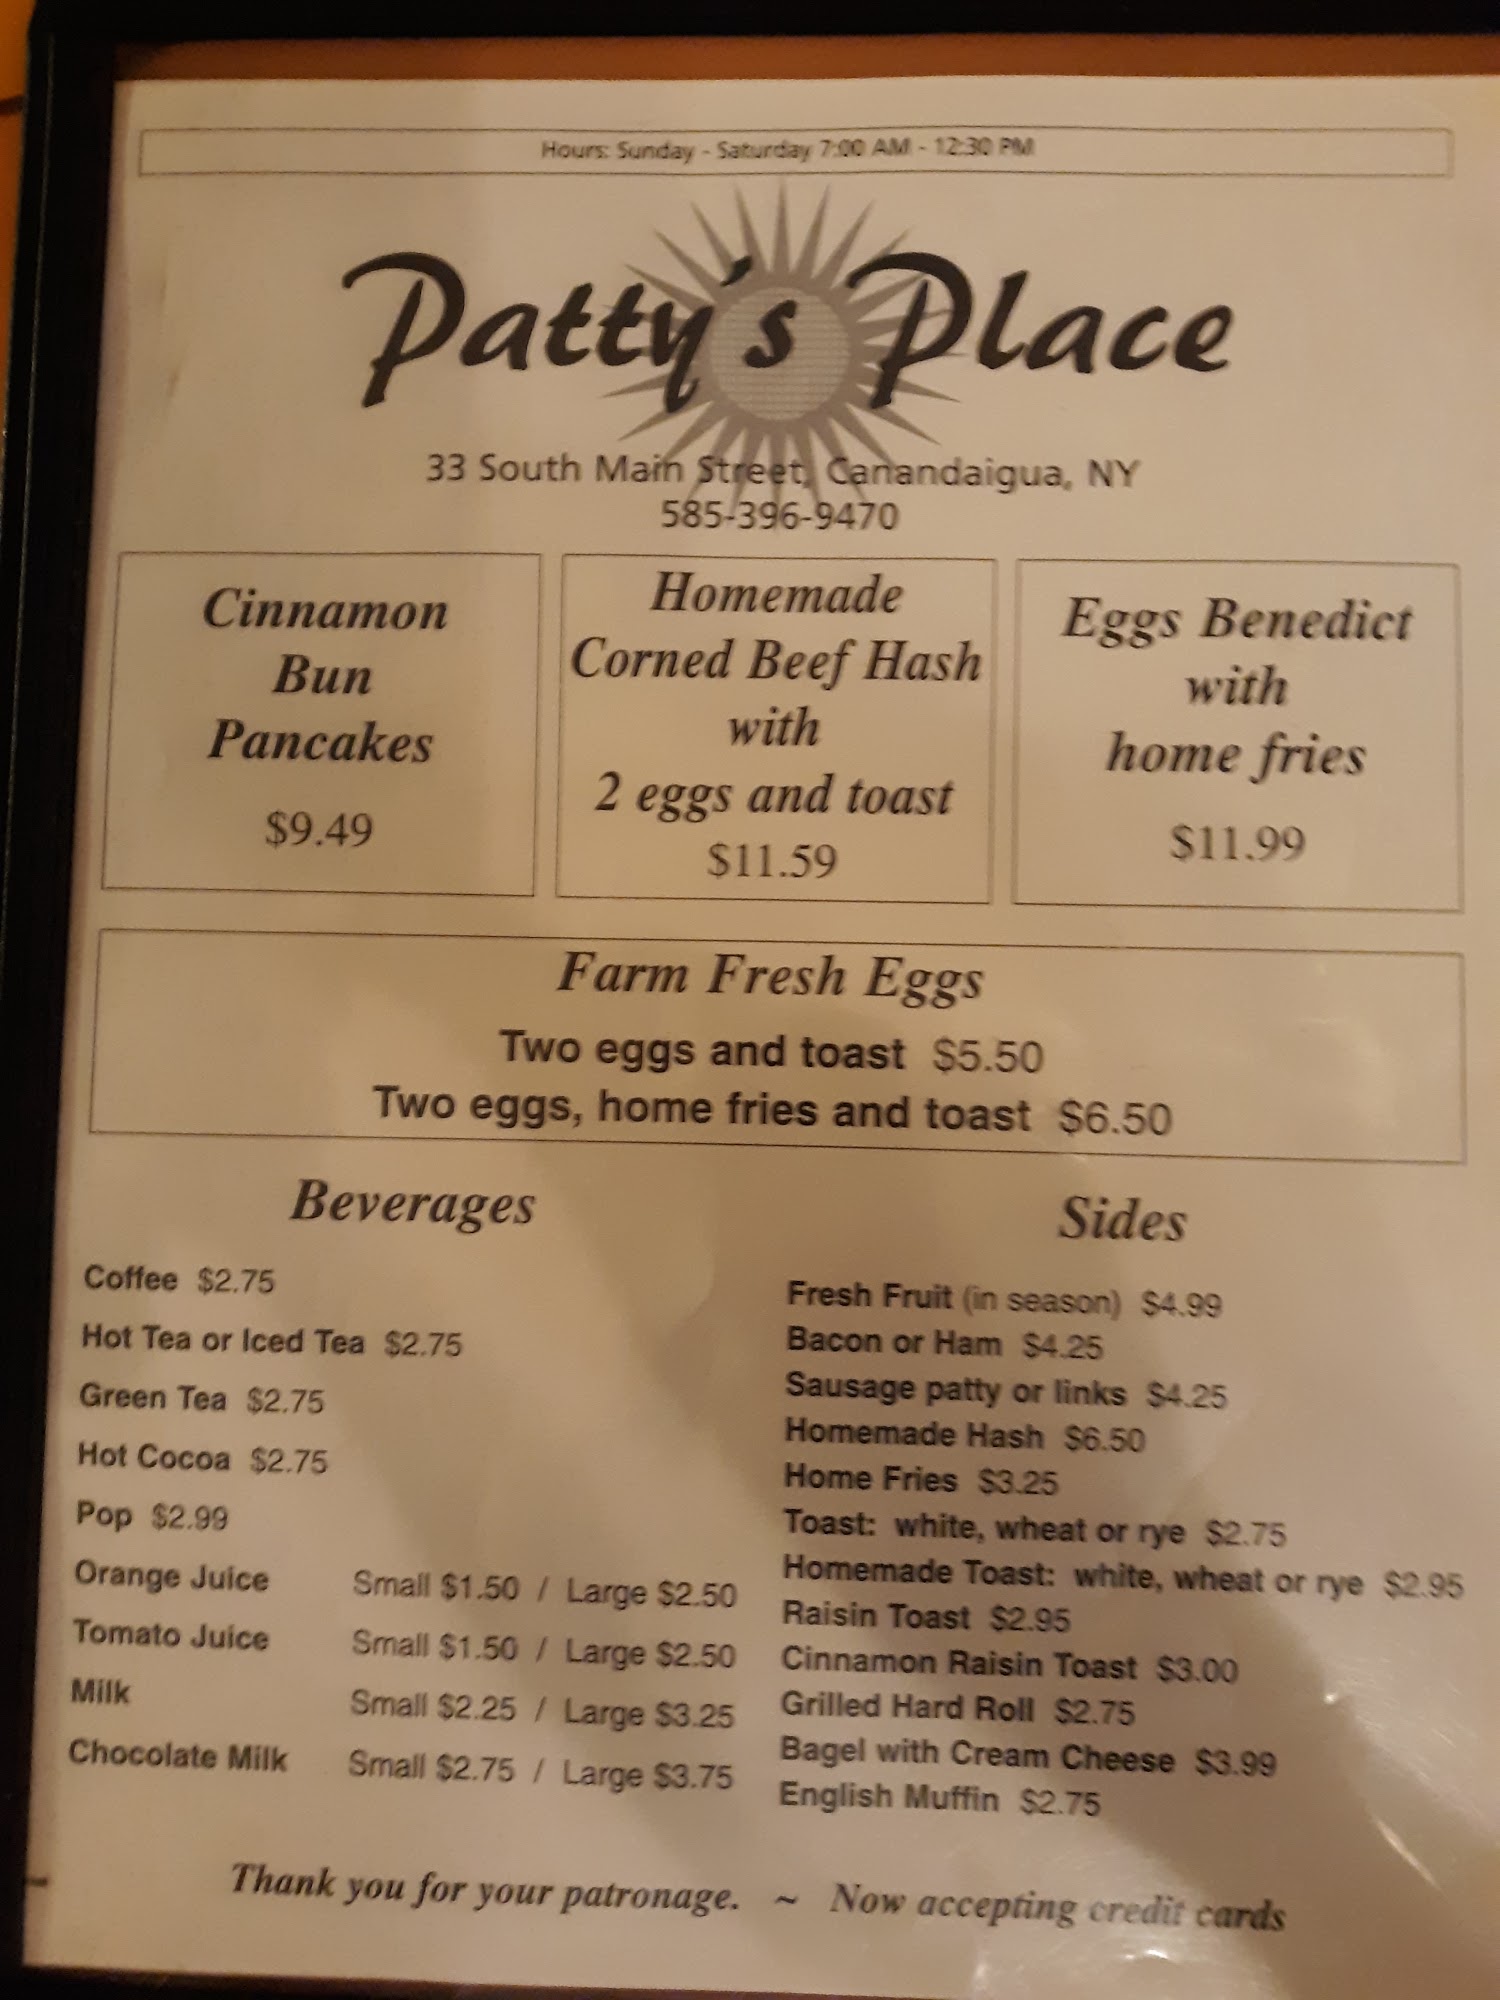 Hours: Sunday - Saturday 7:00 AM - 12:30 PM
Patty's Place
33 South Main Street, Canandaigua, NY
585-396-9470
Cinnamon
Bun
Pancakes
$9.49
Homemade
Corned Beef Hash
with
2 eggs and toast
$11.59
Eggs Benedict
with
home fries
$11.99
Farm Fresh Eggs
Two eggs and toast $5.50
Two eggs, home fries and toast $6.50
Beverages
Coffee $2.75
Hot Tea or Iced Tea $2.75
Green Tea $2.75
Hot Cocoa $2.75
Pop $2.99
Orange Juice Small $1.50 / Large $2.50
Tomato Juice Small $1.50 / Large $2.50
Milk Small $2.25 / Large $3.25
Chocolate Milk Small $2.75 / Large $3.75
Sides
Fresh Fruit (in season) $4.99
Bacon or Ham $4.25
Sausage patty or links $4.25
Homemade Hash $6.50
Home Fries $3.25
Toast: white, wheat or rye $2.75
Homemade Toast: white, wheat or rye $2.95
Raisin Toast $2.95
Cinnamon Raisin Toast $3.00
Grilled Hard Roll $2.75
Bagel with Cream Cheese $3.99
English Muffin $2.75
Thank you for your patronage. ~ Now accepting credit cards